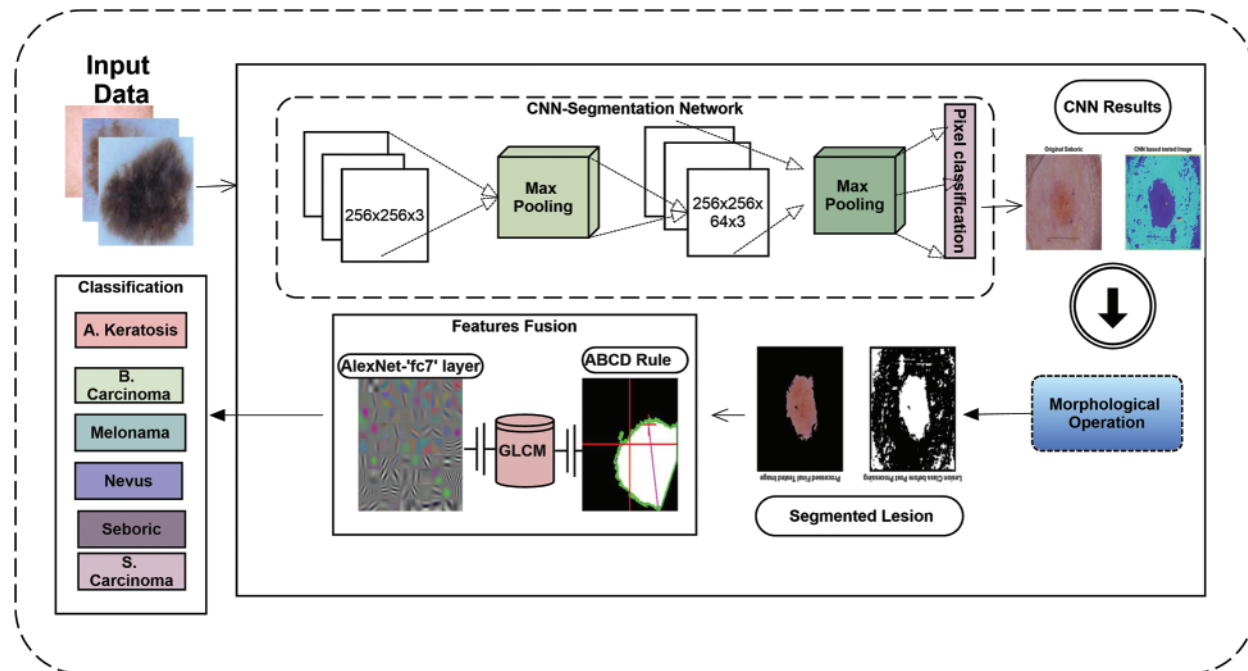 Input
Data
CNN-Segmentation Network
256x256x3
Max
Pooling
256x256x
64x3
Max
Pooling
Pixel classification
CNN Results
Original Seboric
CNN based tested Image
Morphological
Operation
Lesion Class before Post Processing
Processed Final Tested Image
Segmented Lesion
Features Fusion
AlexNet-'fc7' layer
GLCM
ABCD Rule
Classification
A. Keratosis
B.
Carcinoma
Melonama
Nevus
Seboric
S.
Carcinoma